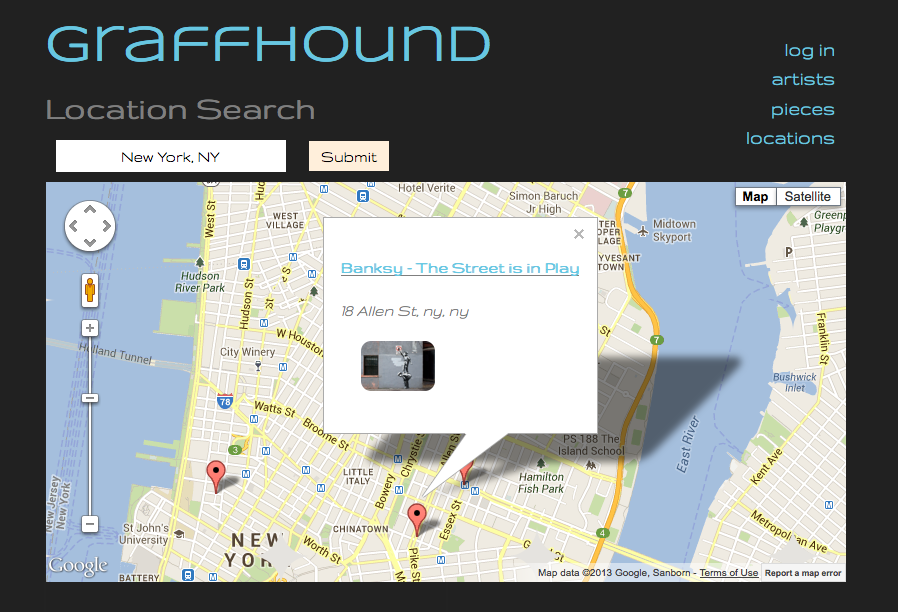 GRaffHOUND
log in
artists
pieces
locations
Location Search
New York, NY
Submit
Map
Satellite
Hotel Verite
Simon Baruch
Jr High
7
Midtown
Skyport
WEST
VILLAGE
West St
Hudson St
Hudson
River Park
Holland Tunnel
City Winery
W Houston
78
Watts St
Broome St
3
LITTLE
ITALY
Bowery
Chrystie St
Allen St
×
Banksy - The Street is in Play
18 Allen St, ny, ny
YVESANT
TOWN
P
Franklin St
7
Bushwick
Inlet
PS 188 The
Island School
East River
Hamilton
Fish Park
Kent Ave
New Jersey
New York
St John's
University
NEW
YOR
CHINATOWN
Worth St
Pike St
Essex St
4
Metropolitan Ave
BATTERY
Google
Map data ©2013 Google, Sanborn - Terms of Use
Report a map error